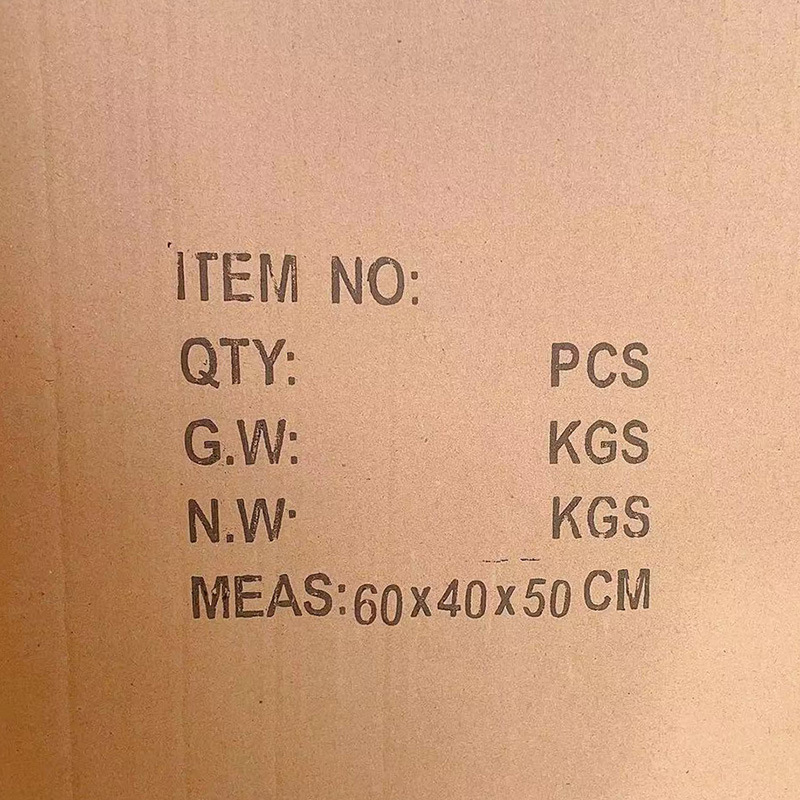 ITEM NO:
QTY: PCS
G.W: KGS
N.W: KGS
MEAS:60x40x50 CM